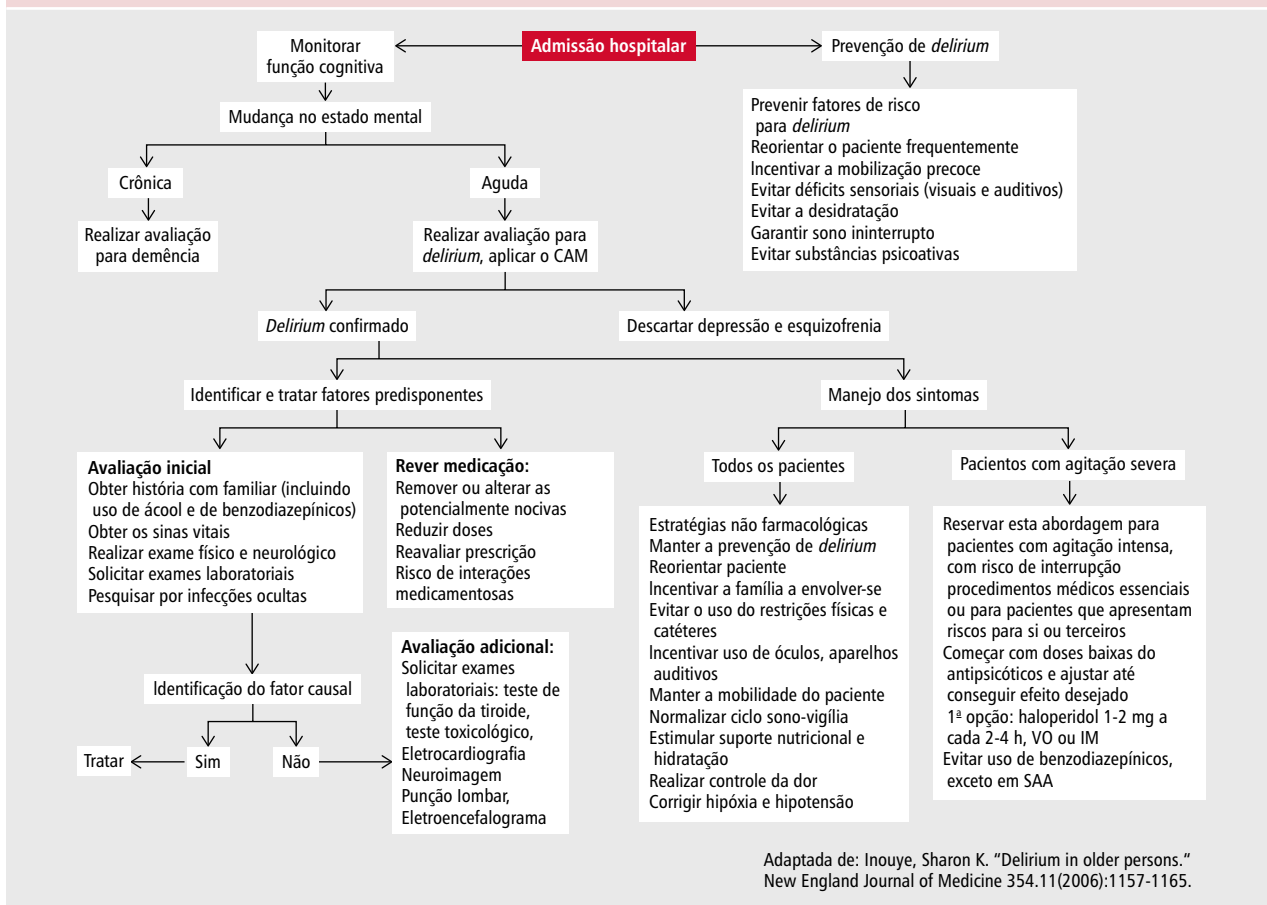 Admissão hospitalar
Monitorar
função cognitiva
Prevenção de delirium
Mudança no estado mental
Prevenir fatores de risco
para delirium
Reorientar o paciente frequentemente
Incentivar a mobilização precoce
Evitar déficits sensoriais (visuais e auditivos)
Evitar a desidratação
Garantir sono ininterrupto
Evitar substâncias psicoativas
Crônica
Aguda
Realizar avaliação
para demência
Realizar avaliação para
delirium, aplicar o CAM
Delirium confirmado
Descartar depressão e esquizofrenia
Identificar e tratar fatores predisponentes
Manejo dos sintomas
Avaliação inicial
Obter história com familiar (incluindo
uso de ácool e de benzodiazepínicos)
Obter os sinas vitais
Realizar exame físico e neurológico
Solicitar exames laboratoriais
Pesquisar por infecções ocultas
Rever medicação:
Remover ou alterar as
potencialmente nocivas
Reduzir doses
Reavaliar prescrição
Risco de interações
medicamentosas
Todos os pacientes
Pacientos com agitação severa
Estratégias não farmacológicas
Manter a prevenção de delirium
Reorientar paciente
Incentivar a família a envolver-se
Evitar o uso do restrições físicas e
catéteres
Incentivar uso de óculos, aparelhos
auditivos
Manter a mobilidade do paciente
Normalizar ciclo sono-vigília
Estimular suporte nutricional e
hidratação
Realizar controle da dor
Corrigir hipóxia e hipotensão
Reservar esta abordagem para
pacientes com agitação intensa,
com risco de interrupção
procedimentos médicos essenciais
ou para pacientes que apresentam
riscos para si ou terceiros
Começar com doses baixas do
antipsicóticos e ajustar até
conseguir efeito desejado
1ª opção: haloperidol 1-2 mg a
cada 2-4 h, VO ou IM
Evitar uso de benzodiazepínicos,
exceto em SAA
Identificação do fator causal
Tratar
Sim
Não
Avaliação adicional:
Solicitar exames
laboratoriais: teste de
função da tiroide,
teste toxicológico,
Eletrocardiografia
Neuroimagem
Punção lombar,
Eletroencefalograma
Adaptada de: Inouye, Sharon K. "Delirium in older persons.“
New England Journal of Medicine 354.11(2006):1157-1165.